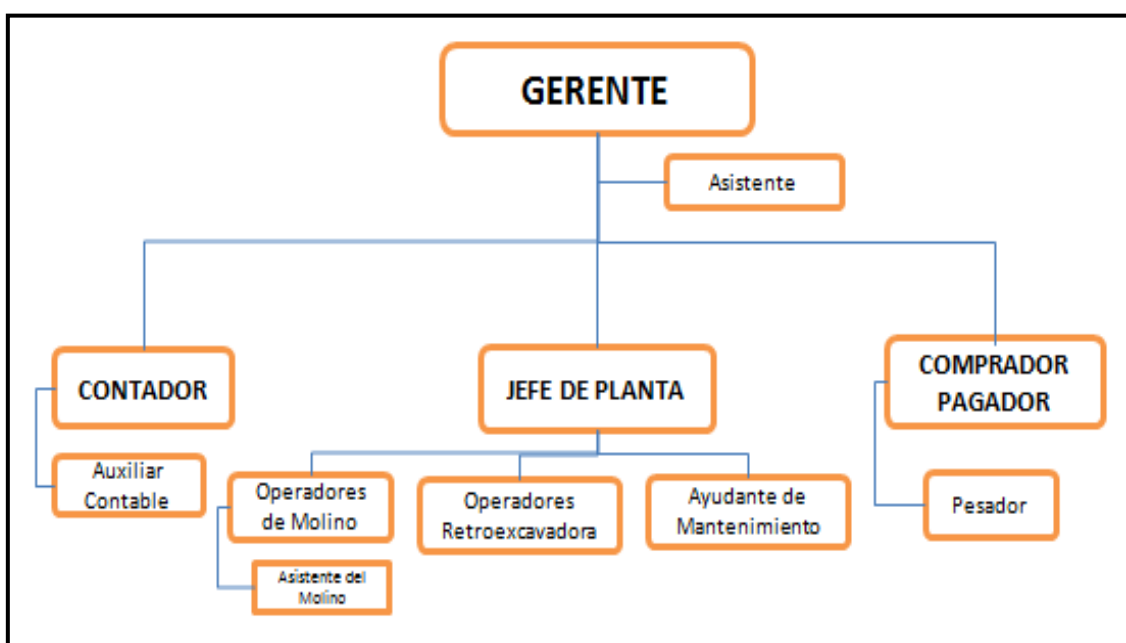 GERENTE
Asistente
CONTADOR
JEFE DE PLANTA
COMPRADOR
PAGADOR
Auxiliar
Contable
Operadores
de Molino
Operadores
Retroexcavadora
Ayudante de
Mantenimiento
Pesador
Asistente del
Molino